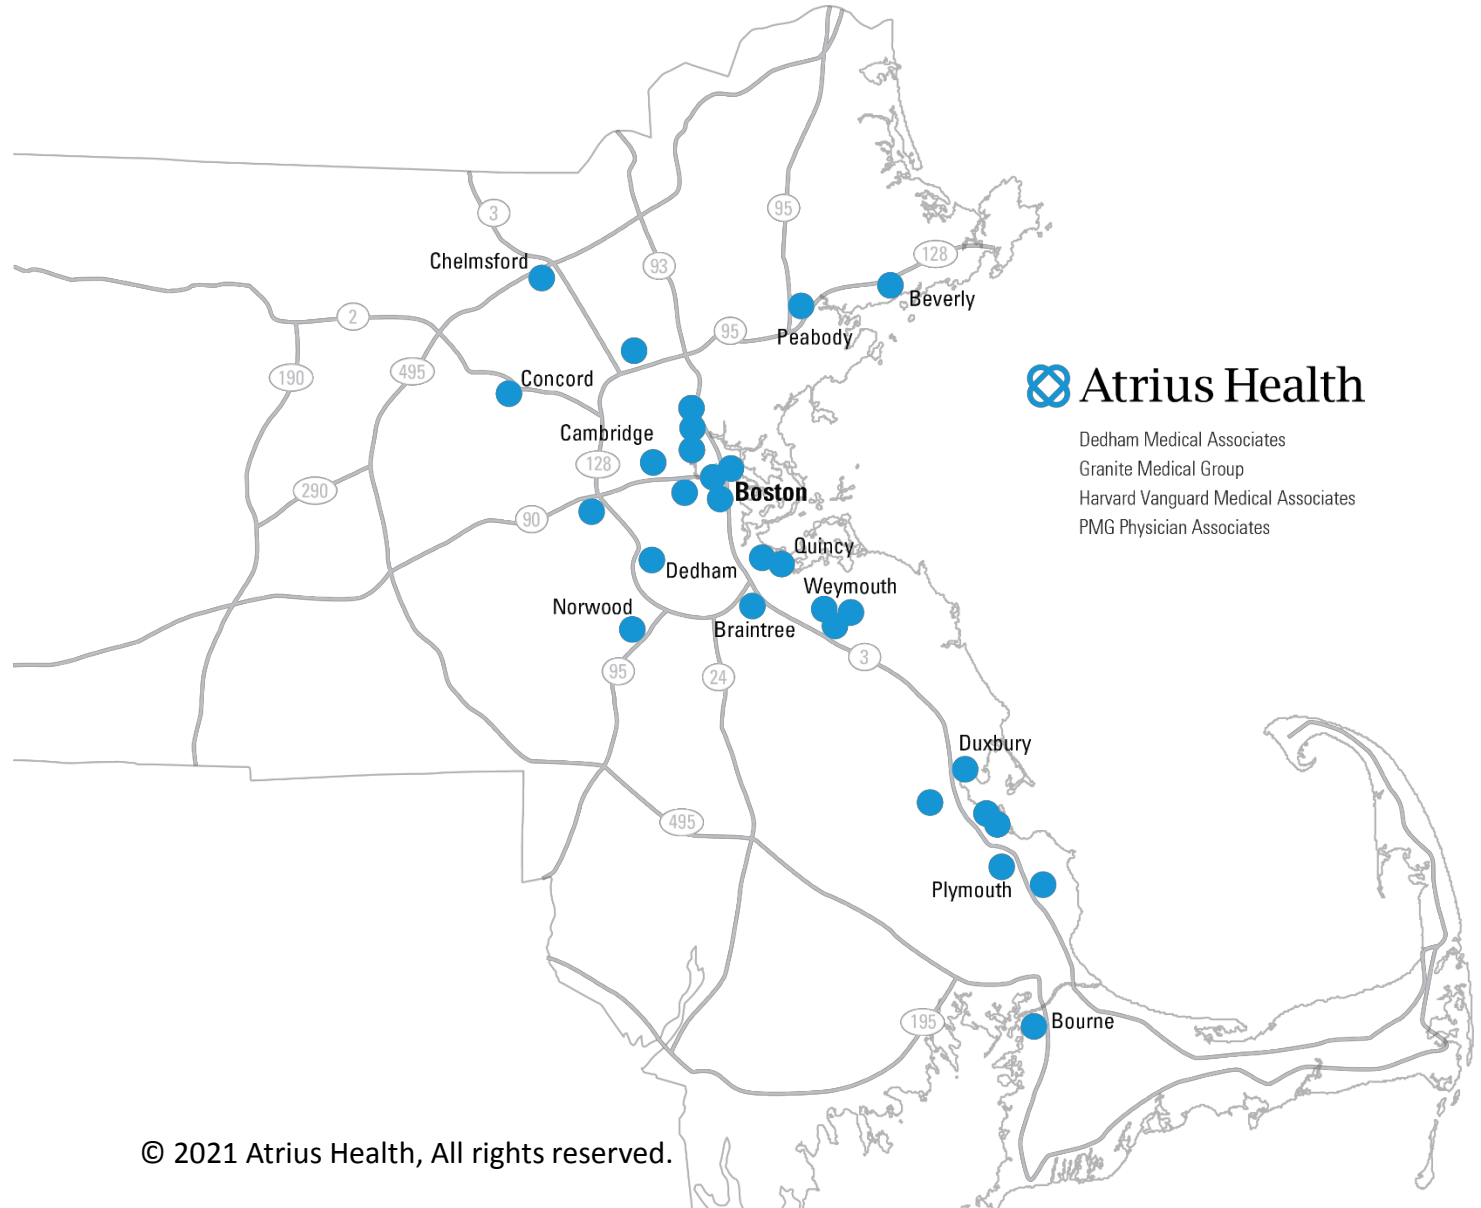 3
95
128
Chelmsford
93
Beverly
Peabody
2
95
190
495
Concord
Atrius Health
Dedham Medical Associates
Granite Medical Group
Harvard Vanguard Medical Associates
PMG Physician Associates
Cambridge
128
290
90
Boston
Quincy
Dedham
Weymouth
Norwood
Braintree
3
95
24
Duxbury
495
Plymouth
195
Bourne
© 2021 Atrius Health, All rights reserved.